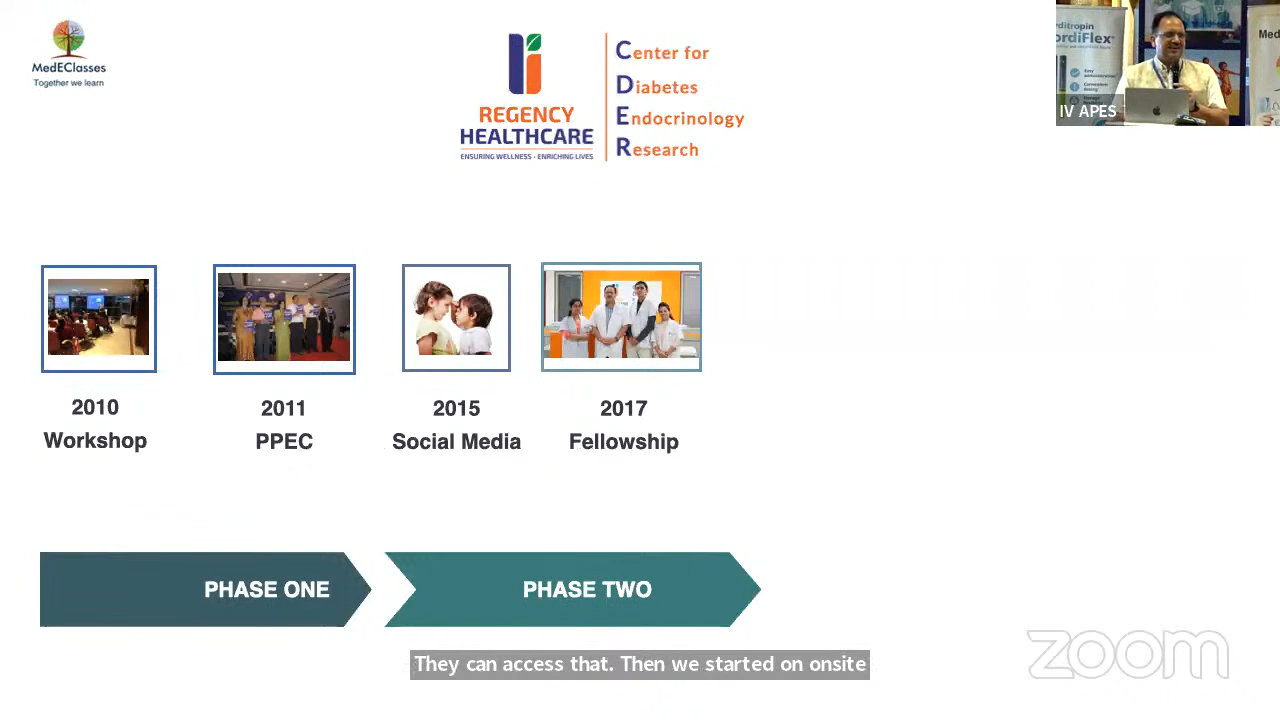 MedEClasses
Together we learn
REGENCY
HEALTHCARE
ENSURING WELLNESS - ENRICHING LIVES
Center for
Diabetes
Endocrinology
Research
ordiFlex
IV APES
2010
Workshop
2011
PPEC
2015
Social Media
2017
Fellowship
PHASE ONE
PHASE TWO
They can access that. Then we started on onsite
zoom